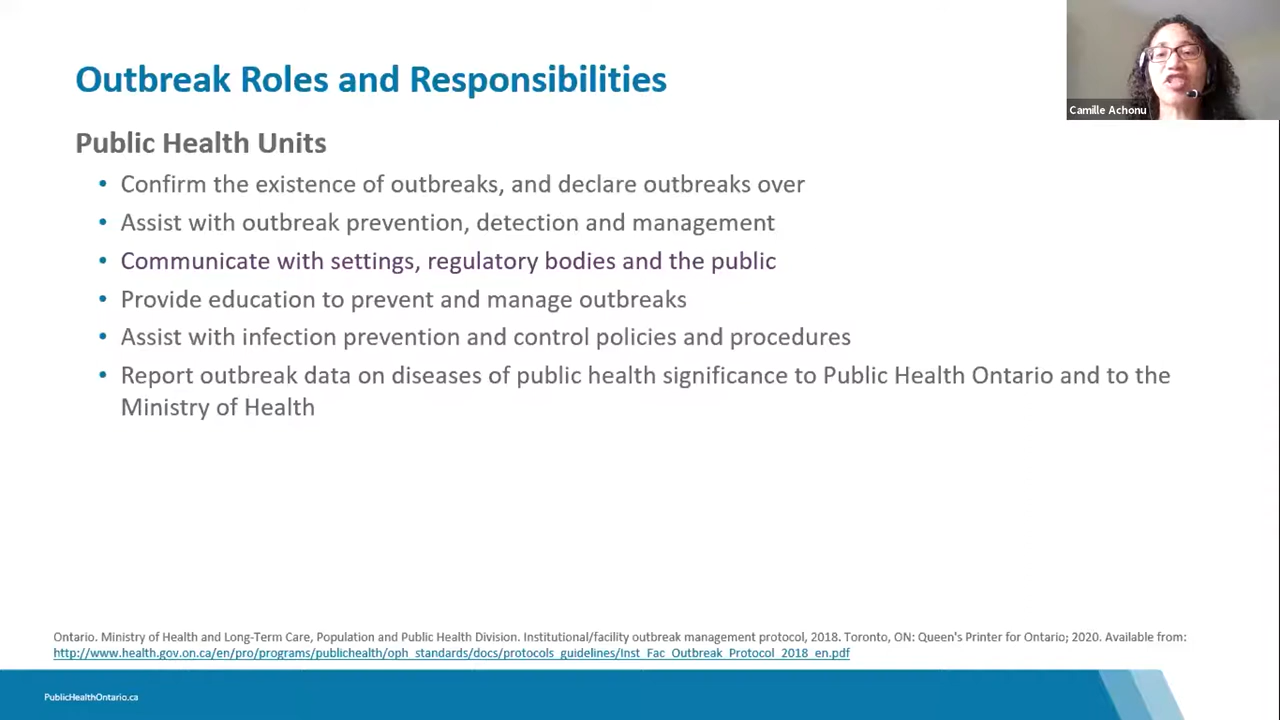 Outbreak Roles and Responsibilities
Camille Achonu
Public Health Units
• Confirm the existence of outbreaks, and declare outbreaks over
• Assist with outbreak prevention, detection and management
• Communicate with settings, regulatory bodies and the public
• Provide education to prevent and manage outbreaks
• Assist with infection prevention and control policies and procedures
• Report outbreak data on diseases of public health significance to Public Health Ontario and to the
Ministry of Health
Ontario. Ministry of Health and Long-Term Care, Population and Public Health Division. Institutional/facility outbreak management protocol, 2018. Toronto, ON: Queen's Printer for Ontario; 2020. Available from:
http://www.health.gov.on.ca/en/pro/programs/publichealth/oph_standards/docs/protocols_guidelines/Inst_Fac_Outbreak_Protocol_2018_en.pdf
PublicHealthOntario.ca